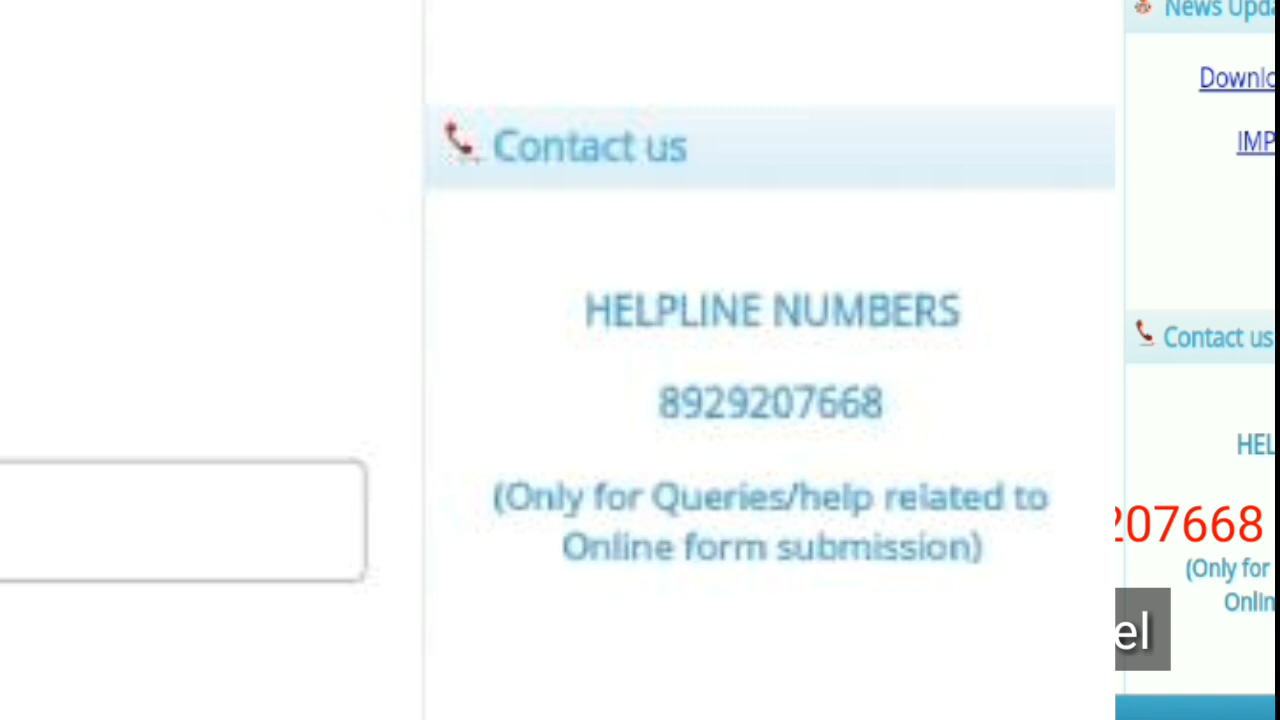 Contact us
HELPLINE NUMBERS
8929207668
(Only for Queries/help related to
Online form submission)
News Upda
Downlo
IMP
Contact us
HEL
207668
(Only for
Onlin
el